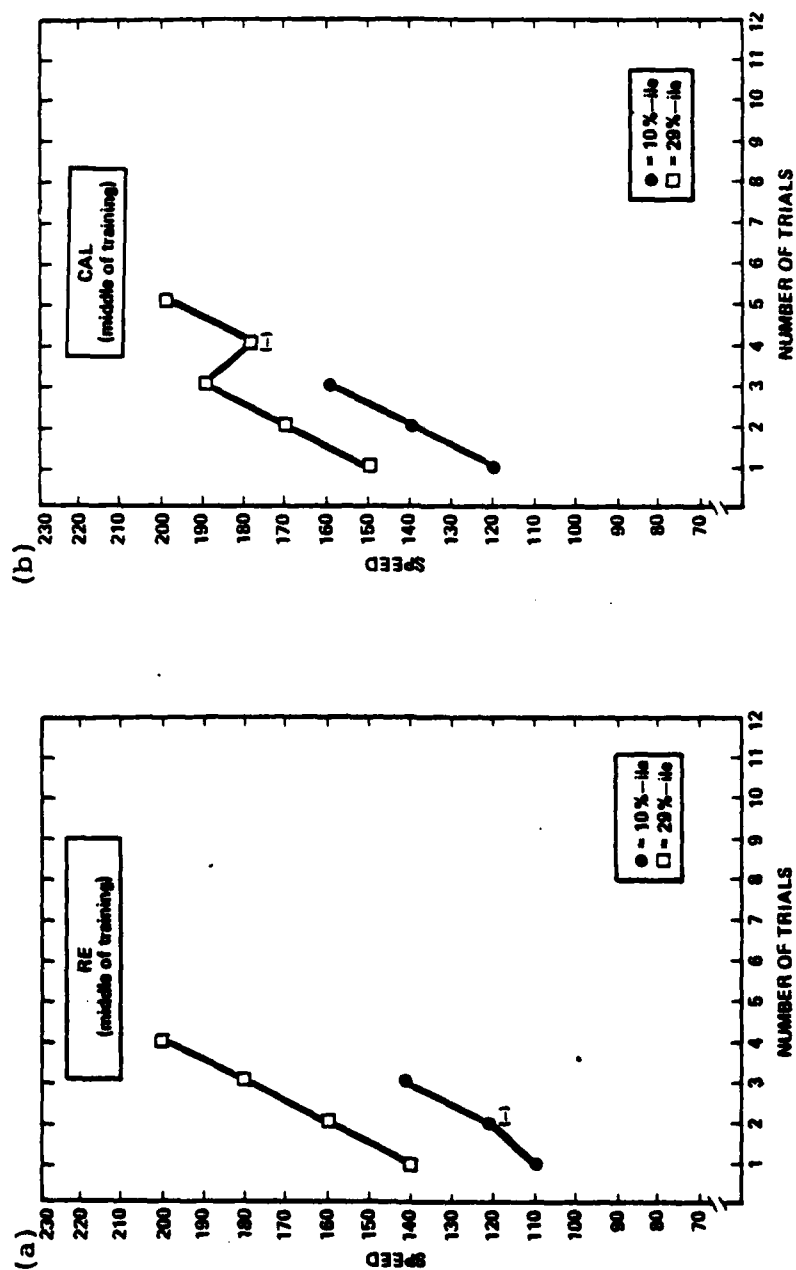 (a)
RE
(middle of training)
SPEED
230
220
210
200
190
180
170
160
150
140
130
120
110
100
90
80
70
(–)
● = 10%–ile
□ = 29%–ile
1 2 3 4 5 6 7 8 9 10 11 12
NUMBER OF TRIALS
(b)
CAL
(middle of training)
SPEED
230
220
210
200
190
180
170
160
150
140
130
120
110
100
90
80
70
(–)
● = 10%–ile
□ = 29%–ile
1 2 3 4 5 6 7 8 9 10 11 12
NUMBER OF TRIALS